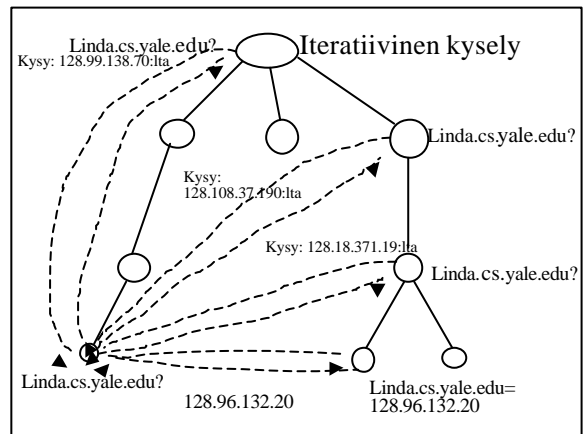 Linda.cs.yale.edu?
Iteratiivinen kysely
Kysy: 128.99.138.70:lta
Linda.cs.yale.edu?
Kysy:
128.108.37.190:lta
Kysy: 128.18.371.19:lta
Linda.cs.yale.edu?
Linda.cs.yale.edu?
128.96.132.20
Linda.cs.yale.edu=
128.96.132.20